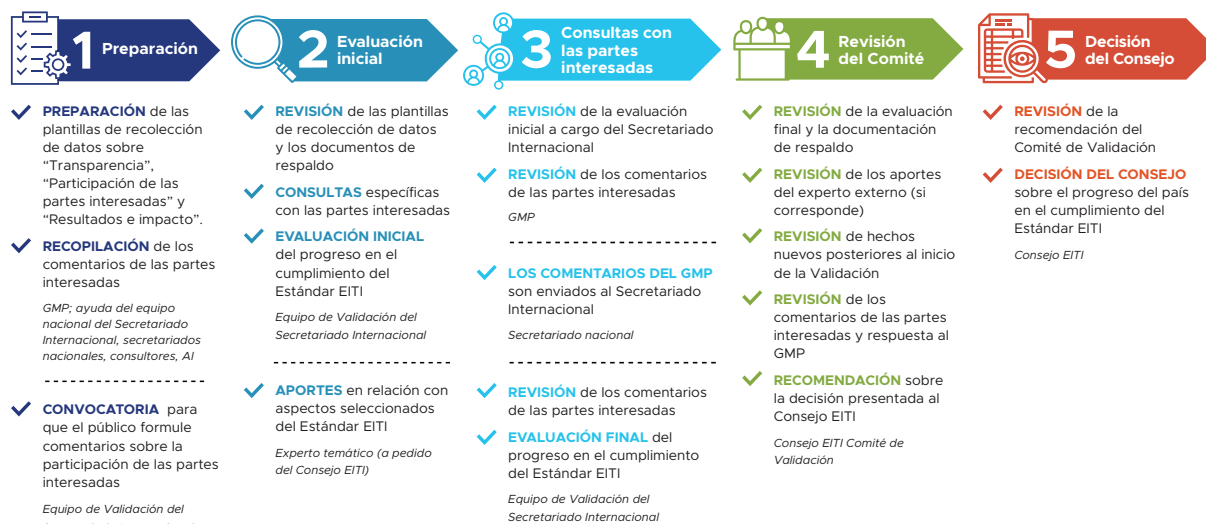 1 Preparación
PREPARACIÓN de las
plantillas de recolección
de datos sobre
“Transparencia”,
“Participación de las
partes interesadas” y
“Resultados e impacto”.
RECOPILACIÓN de los
comentarios de las partes
interesadas
GMP; ayuda del equipo
nacional del Secretariado
Internacional, secretariados
nacionales, consultores, AI
CONVOCATORIA para
que el público formule
comentarios sobre la
participación de las partes
interesadas
Equipo de Validación del
2 Evaluación
inicial
REVISIÓN de las plantillas
de recolección de datos
y los documentos de
respaldo
CONSULTAS específicas
con las partes interesadas
EVALUACIÓN INICIAL
del progreso en el
cumplimiento del
Estándar EITI
Equipo de Validación del
Secretariado Internacional
APORTES en relación con
aspectos seleccionados
del Estándar EITI
Experto temático (a pedido
del Consejo EITI)
3 Consultas con
las partes
interesadas
REVISIÓN de la evaluación
inicial a cargo del Secretariado
Internacional
REVISIÓN de los comentarios
de las partes interesadas
GMP
LOS COMENTARIOS DEL GMP
son enviados al Secretariado
Internacional
Secretariado nacional
REVISIÓN de los comentarios
de las partes interesadas
EVALUACIÓN FINAL del
progreso en el cumplimiento
del Estándar EITI
Equipo de Validación del
Secretariado Internacional
4 Revisión
del Comité
REVISIÓN de la evaluación
final y la documentación
de respaldo
REVISIÓN de los aportes
del experto externo (si
corresponde)
REVISIÓN de hechos
nuevos posteriores al inicio
de la Validación
REVISIÓN de los
comentarios de las partes
interesadas y respuesta al
GMP
RECOMENDACIÓN sobre
la decisión presentada al
Consejo EITI
Consejo EITI Comité de
Validación
5 Decisión
del Consejo
REVISIÓN de la
recomendación del
Comité de Validación
DECISIÓN DEL CONSEJO
sobre el progreso del país
en el cumplimiento del
Estándar EITI
Consejo EITI